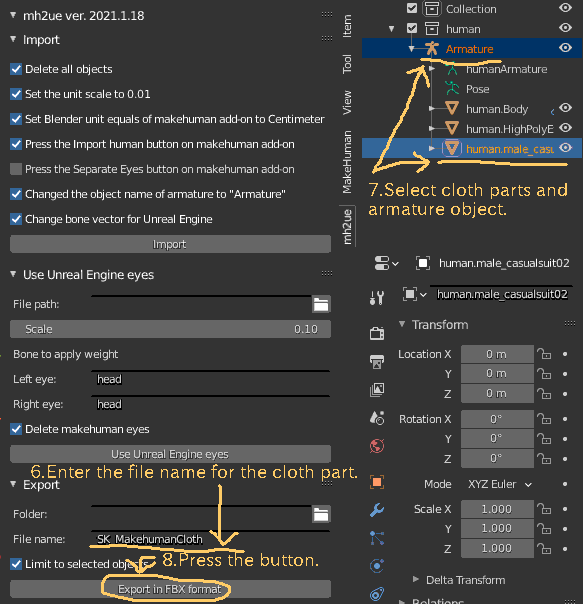 mh2ue ver. 2021.1.18
Import
Delete all objects
Set the unit scale to 0.01
Set Blender unit equals of makehuman add-on to Centimeter
Press the Import human button on makehuman add-on
Press the Separate Eyes button on makehuman add-on
Changed the object name of armature to "Armature"
Change bone vector for Unreal Engine
Import
Use Unreal Engine eyes
File path:
Scale 0.10
Bone to apply weight
Left eye: head
Right eye: head
Delete makehuman eyes
Use Unreal Engine eyes
6.Enter the file name for the cloth part.
Export
Folder:
File name: SK_MakehumanCloth
Limit to selected objects
8.Press the button.
Export in FBX format
Item
Tool
View
MakeHuman
mh2ue
Collection
human
Armature
humanArmature
Pose
human.Body
human.HighPolyE
human.male_casu
7.Select cloth parts and
armature object.
human.male_casualsuit02
human.male_casualsuit02
Transform
Location X 0 m
Y 0 m
Z 0 m
Rotation X 0°
Y 0°
Z 0°
Mode XYZ Euler
Scale X 1.000
Y 1.000
Z 1.000
Delta Transform
Relations